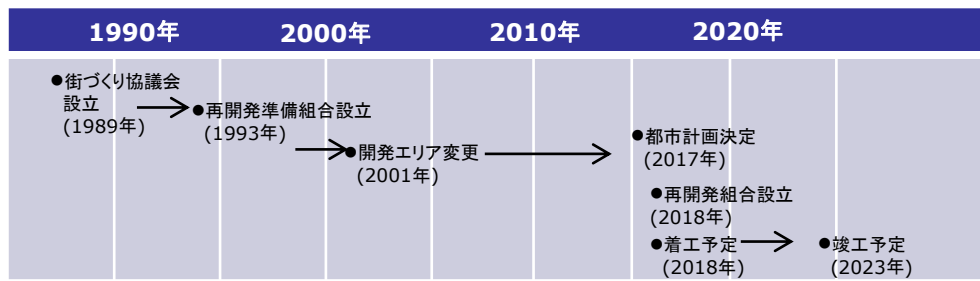 1990年 2000年 2010年 2020年
●街づくり協議会
設立
(1989年)
●再開発準備組合設立
(1993年)
●開発エリア変更
(2001年)
●都市計画決定
(2017年)
●再開発組合設立
(2018年)
●着工予定
(2018年)
●竣工予定
(2023年)